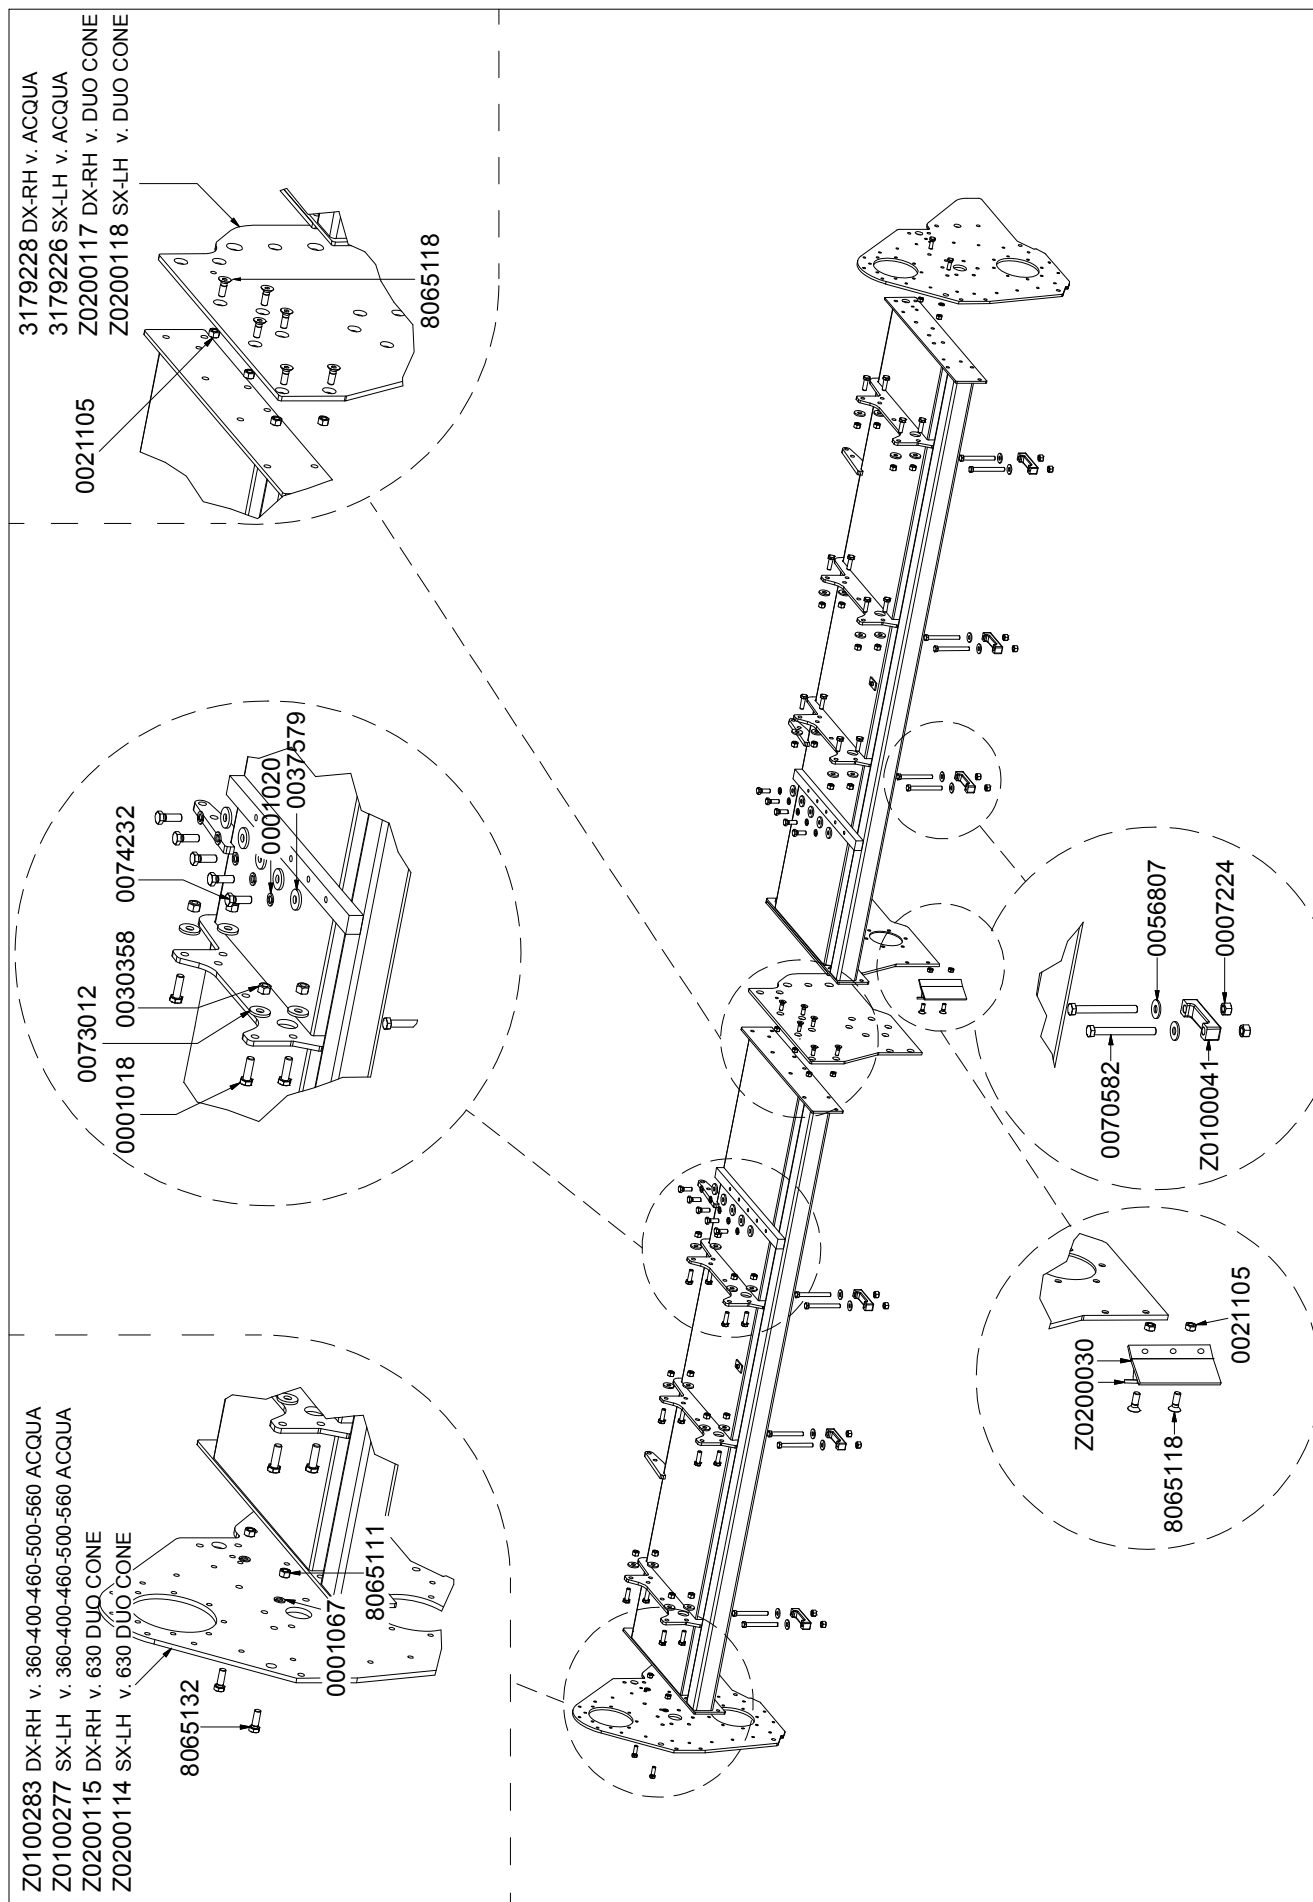 Z0100283 DX-RH v. 360-400-460-500-560 ACQUA
Z0100277 SX-LH v. 360-400-460-500-560 ACQUA
Z0200115 DX-RH v. 630 DUO CONE
Z0200114 SX-LH v. 630 DUO CONE
8065132
0001067
8065111
0001018
0073012
0030358
0074232
0001020
0037579
3179228 DX-RH v. ACQUA
3179226 SX-LH v. ACQUA
Z0200117 DX-RH v. DUO CONE
Z0200118 SX-LH v. DUO CONE
0021105
8065118
Z0200030
8065118
0021105
0070582
Z0100041
0056807
0007224